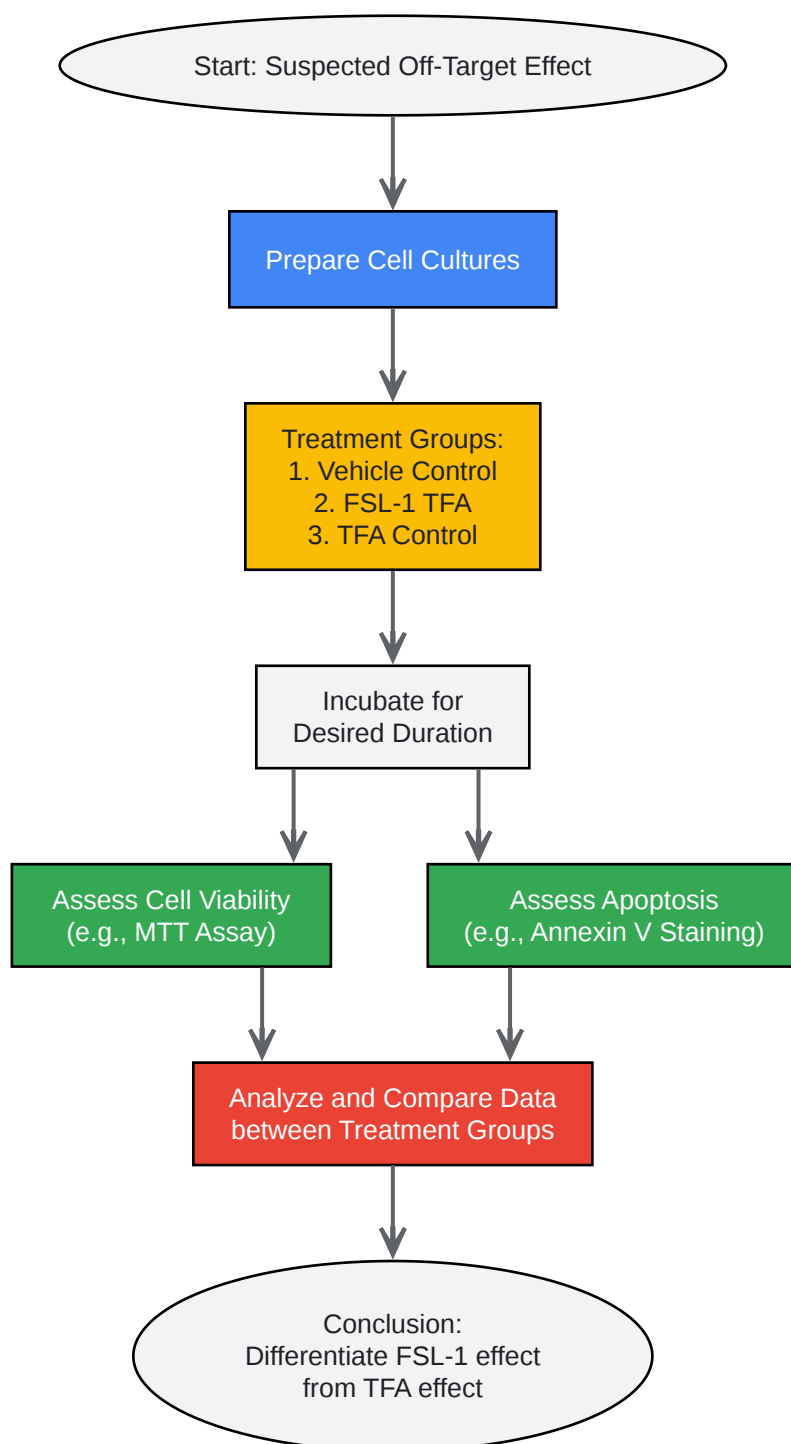 Start: Suspected Off-Target Effect
Prepare Cell Cultures
Treatment Groups:
1. Vehicle Control
2. FSL-1 TFA
3. TFA Control
Incubate for
Desired Duration
Assess Cell Viability
(e.g., MTT Assay)
Assess Apoptosis
(e.g., Annexin V Staining)
Analyze and Compare Data
between Treatment Groups
Conclusion:
Differentiate FSL-1 effect
from TFA effect